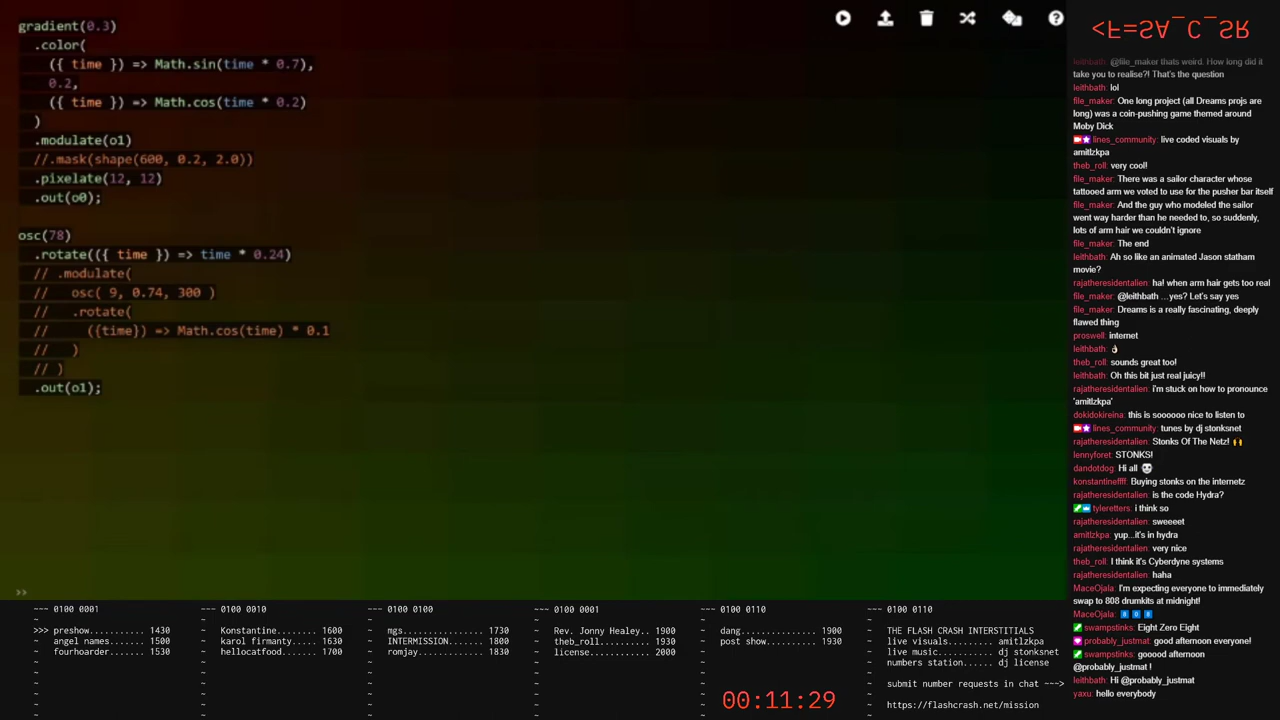 gradient(0.3)
.color(
({ time }) => Math.sin(time * 0.7),
0.2,
({ time }) => Math.cos(time * 0.2)
)
.modulate(o1)
//.mask(shape(600, 0.2, 2.0))
.pixelate(12, 12)
.out(o0);
osc(78)
.rotate(({ time }) => time * 0.24)
// .modulate(
// osc( 9, 0.74, 300 )
// .rotate(
// ({time}) => Math.cos(time) * 0.1
// )
// )
.out(o1);
>>
leithbath: @file_maker thats weird. How long did it
take you to realise?! That's the question
leithbath: lol
file_maker: One long project (all Dreams projs are
long) was a coin-pushing game themed around
Moby Dick
lines_community: live coded visuals by
amitlzkpa
theb_roll: very cool!
file_maker: There was a sailor character whose
tattooed arm we voted to use for the pusher bar itself
file_maker: And the guy who modeled the sailor
went way harder than he needed to, so suddenly,
lots of arm hair we couldn't ignore
file_maker: The end
leithbath: Ah so like an animated Jason statham
movie?
rajatheresidentalien: ha! when arm hair gets too real
file_maker: @leithbath ...yes? Let's say yes
file_maker: Dreams is a really fascinating, deeply
flawed thing
proswell: internet
leithbath: 👌
theb_roll: sounds great too!
leithbath: Oh this bit just real juicy!!
rajatheresidentalien: i'm stuck on how to pronounce
'amitlzkpa'
dokidokireina: this is soooooo nice to listen to
lines_community: tunes by dj stonksnet
rajatheresidentalien: Stonks Of The Netz! 🙌
lennyforet: STONKS!
dandotdog: Hi all
konstantineffff: Buying stonks on the internetz
rajatheresidentalien: is the code Hydra?
tyleretters: i think so
rajatheresidentalien: sweeeet
amitlzkpa: yup...it's in hydra
rajatheresidentalien: very nice
theb_roll: I think it's Cyberdyne systems
rajatheresidentalien: haha
MaceOjala: I'm expecting everyone to immediately
swap to 808 drumkits at midnight!
MaceOjala: 8 0 8
swampstinks: Eight Zero Eight
probably_justmat: good afternoon everyone!
swampstinks: gooood afternoon
@probably_justmat !
leithbath: Hi @probably_justmat
yaxu: hello everybody
~~~ 0100 0001
~
>>> preshow.......... 1430
~ angel names...... 1500
~ fourhoarder...... 1530
~~~ 0100 0010
~
~ Konstantine...... 1600
~ karol firmanty... 1630
~ hellocatfood..... 1700
~~~ 0100 0100
~
~ mgs.............. 1730
~ INTERMISSION..... 1800
~ romjay........... 1830
~~~ 0100 0001
~
~ Rev. Jonny Healey.. 1900
~ theb_roll........ 1930
~ license.......... 2000
~~~ 0100 0110
~
~ dang............. 1900
~ post show........ 1930
00:11:29
~~~ 0100 0110
~
~ THE FLASH CRASH INTERSTITIALS
~ live visuals..... amitlzkpa
~ live music....... dj stonksnet
~ numbers station..... dj license
~
~ submit number requests in chat ~~~>
~
~ https://flashcrash.net/mission